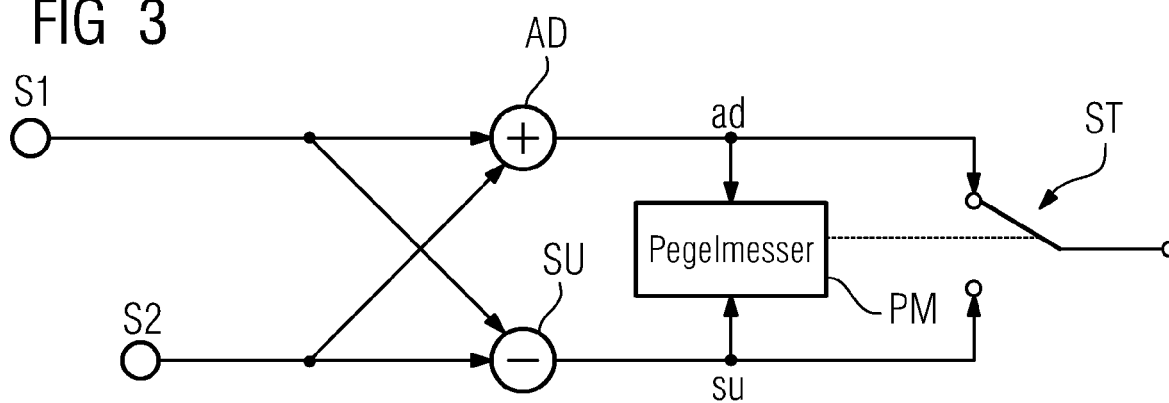 FIG 3
AD
S1
ad
ST
Pegelmesser
SU
PM
S2
su
+
−